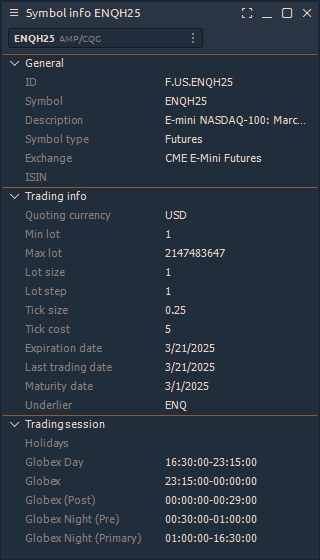 Symbol info ENQH25
ENQH25 AMP/CQG
General
ID F.US.ENQH25
Symbol ENQH25
Description E-mini NASDAQ-100: Marc...
Symbol type Futures
Exchange CME E-Mini Futures
ISIN
Trading info
Quoting currency USD
Min lot 1
Max lot 2147483647
Lot size 1
Lot step 1
Tick size 0.25
Tick cost 5
Expiration date 3/21/2025
Last trading date 3/21/2025
Maturity date 3/1/2025
Underlier ENQ
Trading session
Holidays
Globex Day 16:30:00-23:15:00
Globex 23:15:00-00:00:00
Globex (Post) 00:00:00-00:29:00
Globex Night (Pre) 00:30:00-01:00:00
Globex Night (Primary) 01:00:00-16:30:00